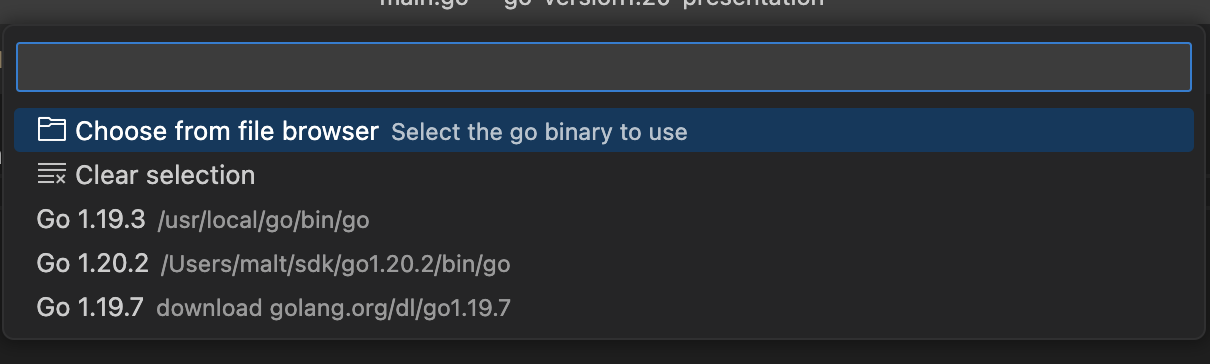 main.go — go-version1.20-presentation
Choose from file browser Select the go binary to use
Clear selection
Go 1.19.3 /usr/local/go/bin/go
Go 1.20.2 /Users/malt/sdk/go1.20.2/bin/go
Go 1.19.7 download golang.org/dl/go1.19.7